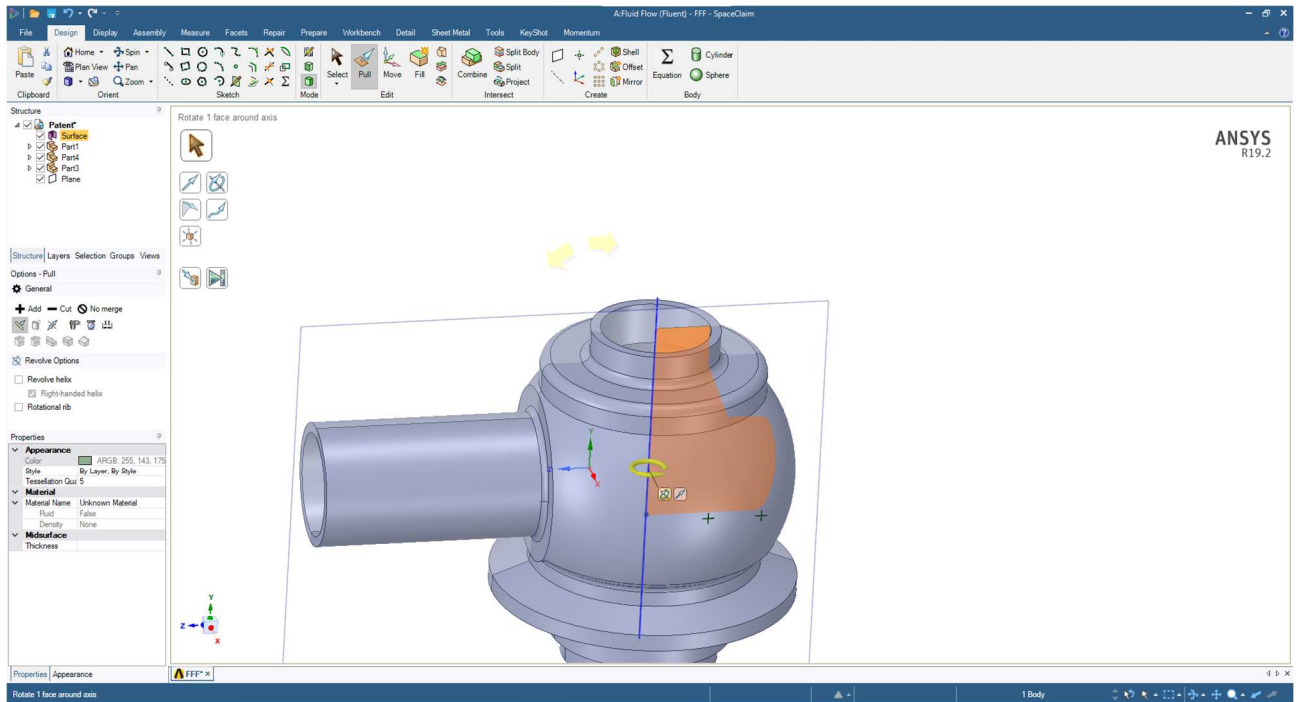 A:Fluid Flow (Fluent) - FFF - SpaceClaim
File Design Display Assembly Measure Facets Repair Prepare Workbench Detail Sheet Metal Tools KeyShot Momentum
Home Spin
Plan View Pan
Zoom
Paste
Select Pull Move Fill
Combine
Split Body
Split
Project
Shell
Offset
Mirror
Equation
Cylinder
Sphere
Clipboard Orient Sketch Mode Edit Intersect Create Body
Structure
Patent*
Surface
Part1
Part4
Part3
Plane
Structure Layers Selection Groups Views
Options - Pull
General
Add Cut No merge
Revolve Options
Revolve helix
Right-handed helix
Rotational rib
Properties
Appearance
Color ARGB: 255, 143, 175
Style By Layer, By Style
Tessellation Qua 5
Material
Material Name Unknown Material
Fluid False
Density None
Midsurface
Thickness
Properties Appearance
Rotate 1 face around axis
ANSYS
R19.2
Y
Z
X
Y
Z
X
FFF*
Rotate 1 face around axis
1 Body